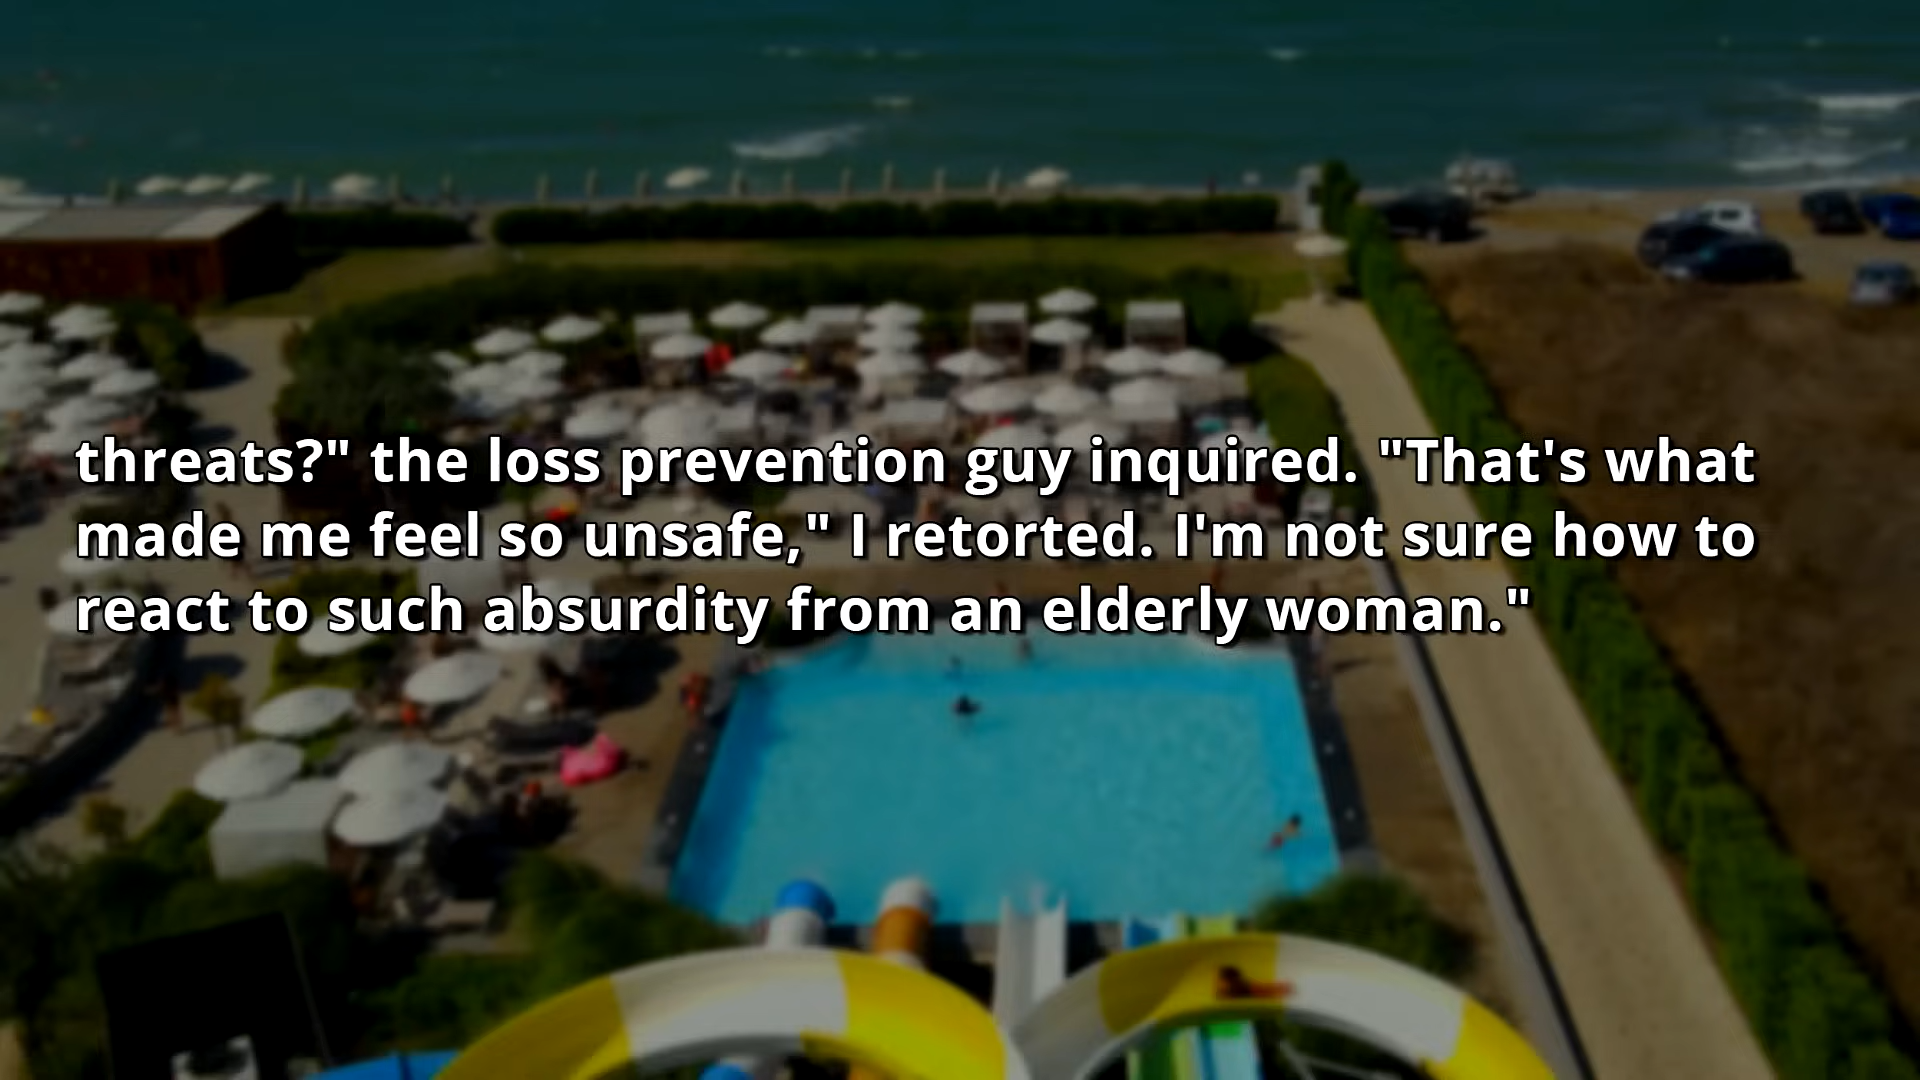 threats?" the loss prevention guy inquired. "That's what
made me feel so unsafe," I retorted. I'm not sure how to
react to such absurdity from an elderly woman."